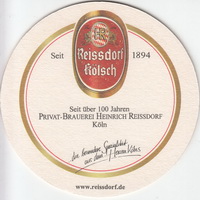 Seit 1894
Reissdorf
Kölsch
Seit über 100 Jahren
PRIVAT-BRAUEREI HEINRICH REISSDORF
Köln
www.reissdorf.de